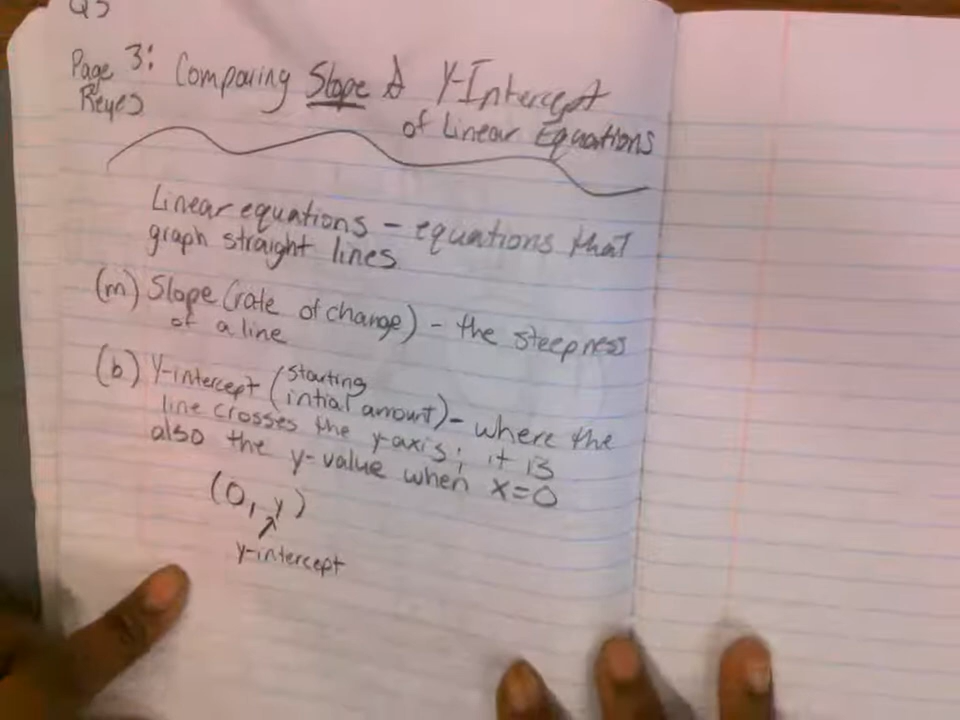 Q3
Page 3: Comparing Slope & Y-Intercept
Reyes
of Linear Equations
Linear equations - equations that
graph straight lines
(m) Slope (rate of change) - the steepness
of a line
(b) Y-intercept (starting
intial amount) - where the
line crosses the y-axis; it is
also the y-value when x=0
(0, y)
y-intercept